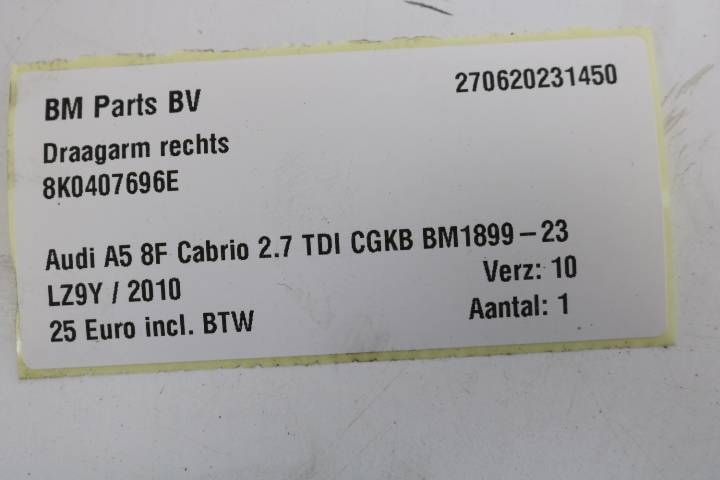 BM Parts BV 270620231450
Draagarm rechts
8K0407696E
Audi A5 8F Cabrio 2.7 TDI CGKB BM1899-23
LZ9Y / 2010 Verz: 10
25 Euro incl. BTW Aantal: 1